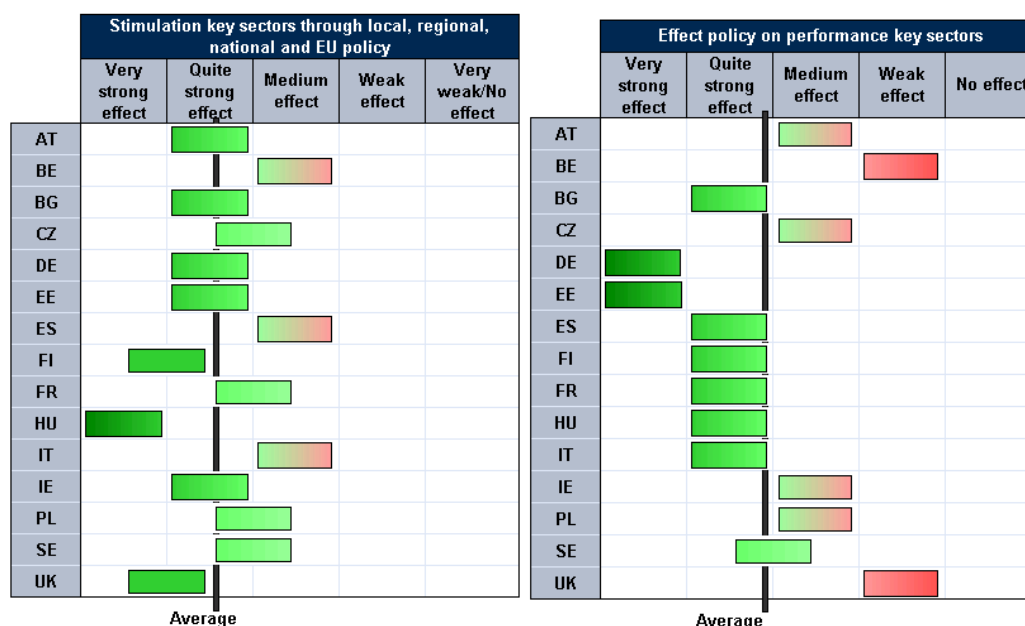 Stimulation key sectors through local, regional,
national and EU policy
Very
strong
effect
Quite
strong
effect
Medium
effect
Weak
effect
Very
weak/No
effect
AT
BE
BG
CZ
DE
EE
ES
FI
FR
HU
IT
IE
PL
SE
UK
Average
Effect policy on performance key sectors
Very
strong
effect
Quite
strong
effect
Medium
effect
Weak
effect
No effect
AT
BE
BG
CZ
DE
EE
ES
FI
FR
HU
IT
IE
PL
SE
UK
Average